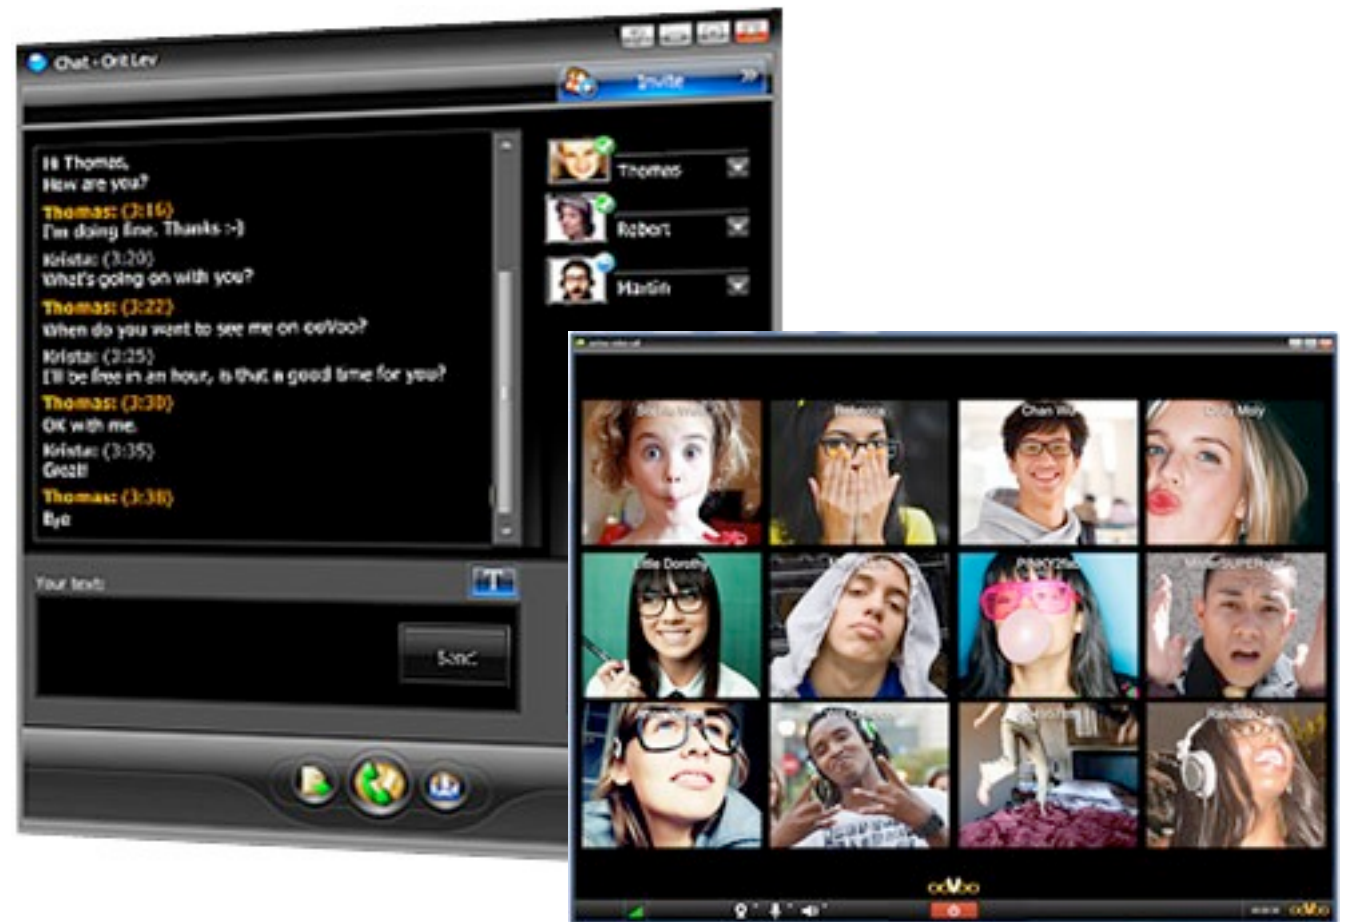 Chat - Orit Lev
Invite
Hi Thomas,
How are you?
Thomas: (3:16)
I'm doing fine. Thanks :-)
Krista: (3:20)
What's going on with you?
Thomas: (3:22)
When do you want to see me on ooVoo?
Krista: (3:25)
I'll be free in an hour, is that a good time for you?
Thomas: (3:30)
OK with me.
Krista: (3:35)
Great!
Thomas: (3:38)
Bye
Thomas
Robert
Martin
Your text:
T
Send
Rebecca
Chan Wu
Moly
Little Dorothy
ooVoo
ooVoo